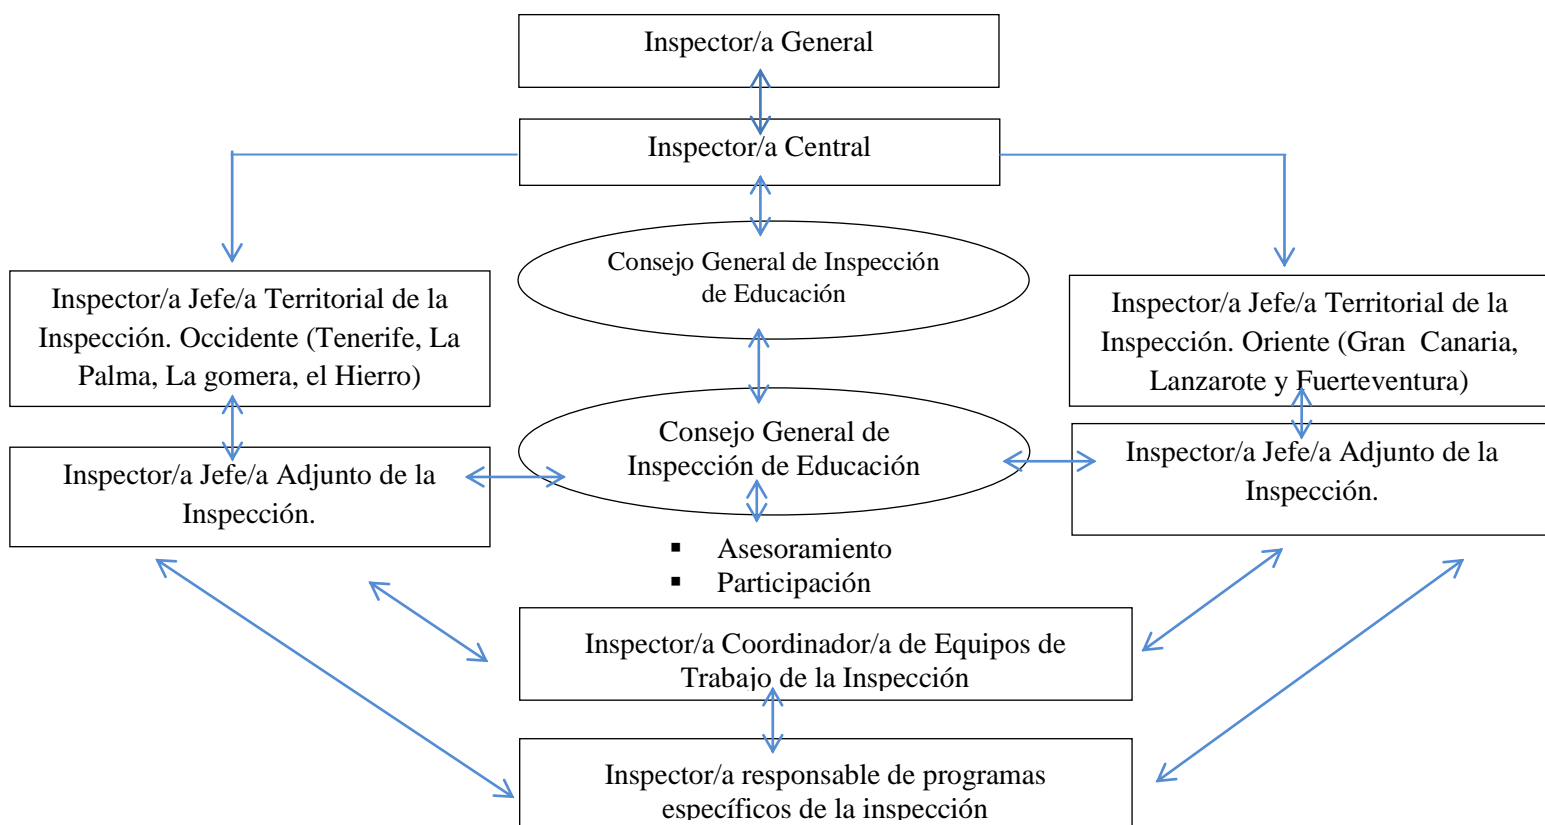 Inspector/a General
Inspector/a Central
Consejo General de Inspección
de Educación
Inspector/a Jefe/a Territorial de la
Inspección. Occidente (Tenerife, La
Palma, La gomera, el Hierro)
Inspector/a Jefe/a Territorial de la
Inspección. Oriente (Gran Canaria,
Lanzarote y Fuerteventura)
Consejo General de
Inspección de Educación
Inspector/a Jefe/a Adjunto de la
Inspección.
Inspector/a Jefe/a Adjunto de la
Inspección.
▪ Asesoramiento
▪ Participación
Inspector/a Coordinador/a de Equipos de
Trabajo de la Inspección
Inspector/a responsable de programas
específicos de la inspección